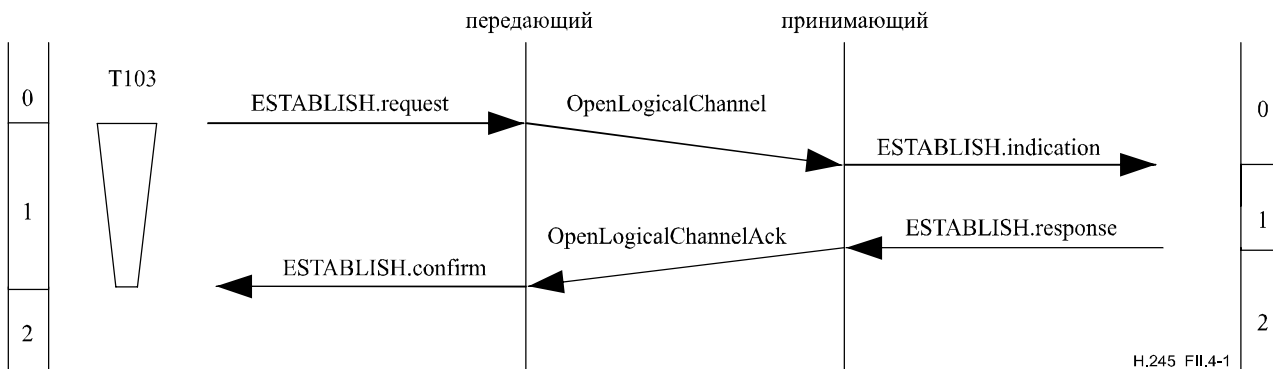 передающий принимающий
T103
0 ESTABLISH.request OpenLogicalChannel 0
ESTABLISH.indication
1 OpenLogicalChannelAck ESTABLISH.response 1
ESTABLISH.confirm
2 2
H.245 FII.4-1